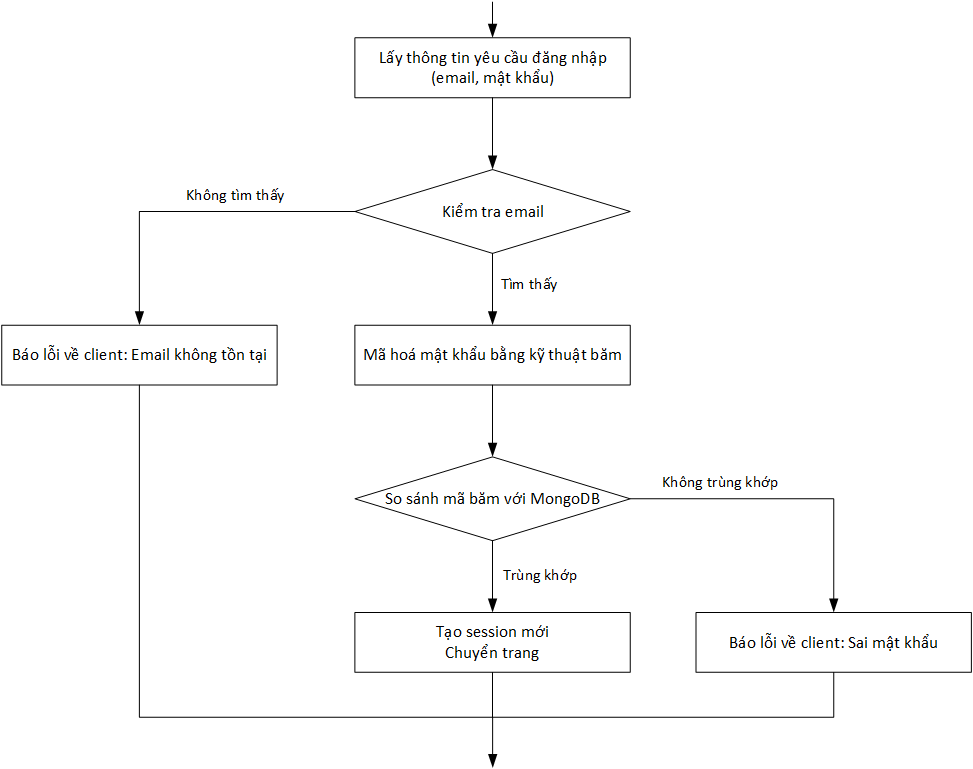 Lấy thông tin yêu cầu đăng nhập
(email, mật khẩu)
Không tìm thấy
Kiểm tra email
Tìm thấy
Báo lỗi về client: Email không tồn tại
Mã hoá mật khẩu bằng kỹ thuật băm
Không trùng khớp
So sánh mã băm với MongoDB
Trùng khớp
Tạo session mới
Chuyển trang
Báo lỗi về client: Sai mật khẩu